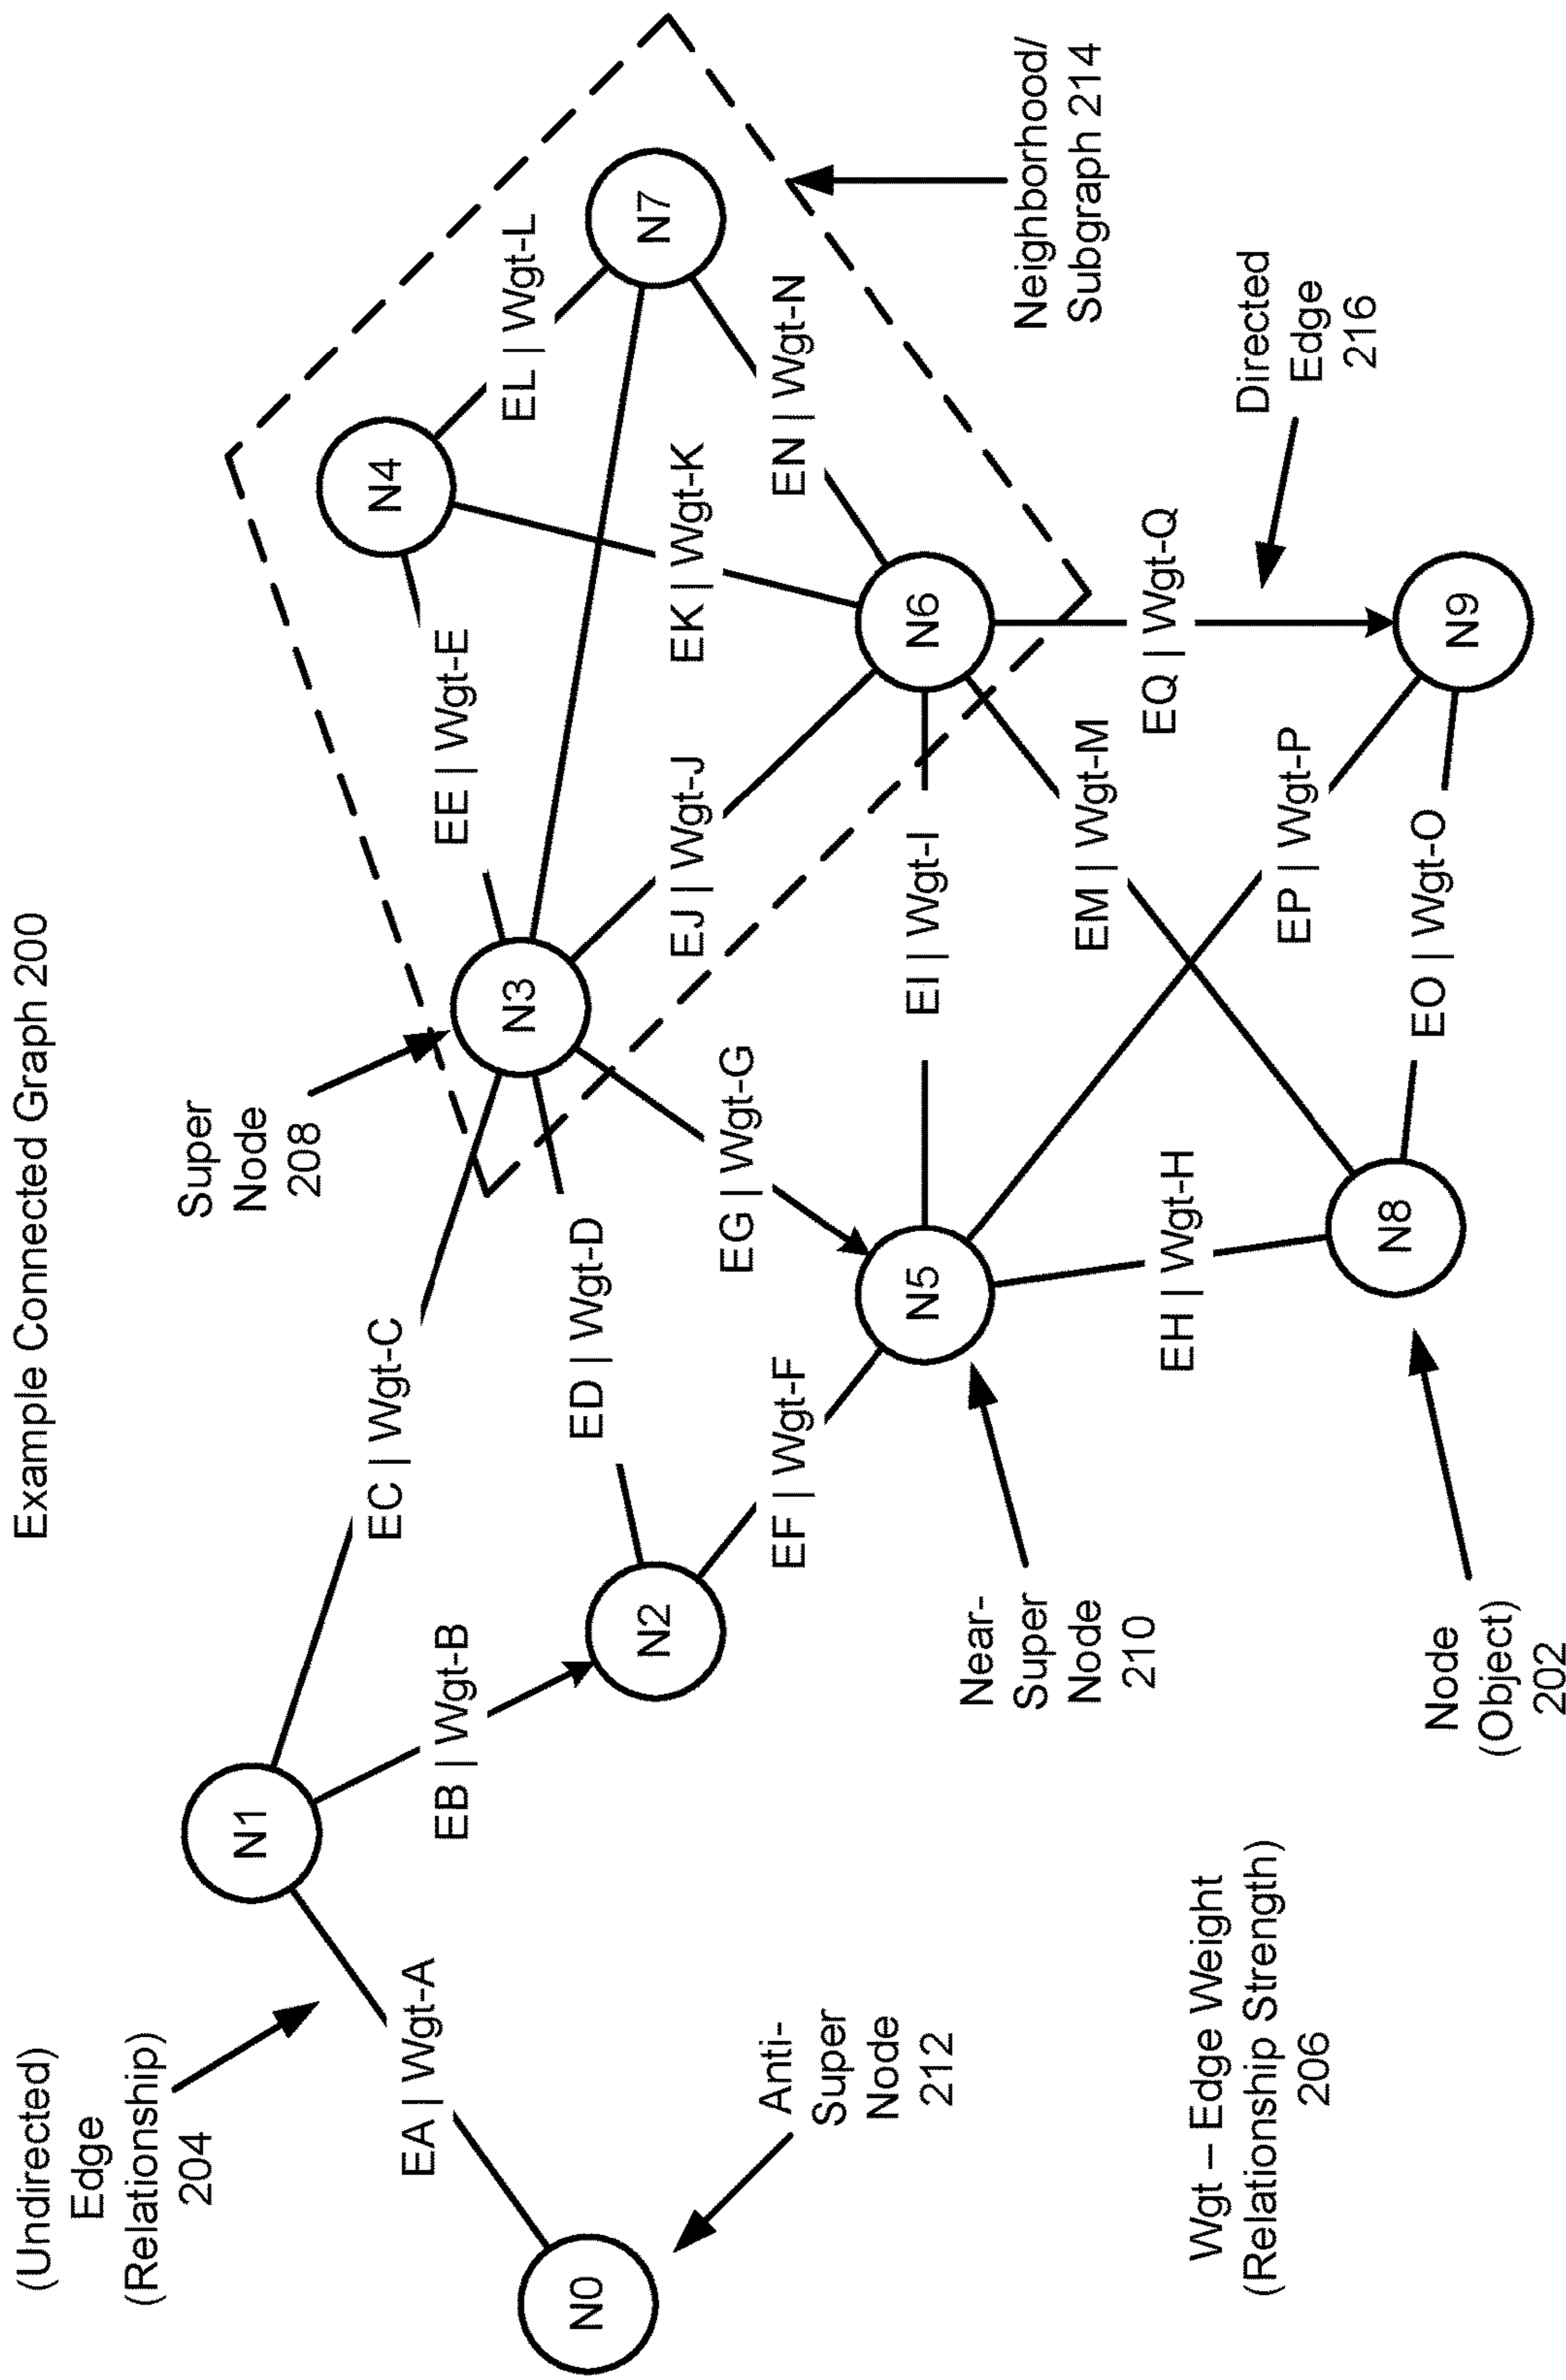 Example Connected Graph 200
(Undirected)
Edge
(Relationship)
204
Super
Node
208
N1
EC | Wgt-C
N4
EA | Wgt-A
EB | Wgt-B
EE | Wgt-E
EL | Wgt-L
N0
N2
ED | Wgt-D
N3
N7
EJ | Wgt-J
EK | Wgt-K
EF | Wgt-F
EG | Wgt-G
EN | Wgt-N
Anti-
Super
Node
212
N5
EI | Wgt-I
N6
Near-
Super
Node
210
Neighborhood/
Subgraph 214
EM | Wgt-M
EQ | Wgt-Q
EH | Wgt-H
EP | Wgt-P
Directed
Edge
216
Wgt – Edge Weight
(Relationship Strength)
206
N8
EO | Wgt-O
N9
Node
(Object)
202